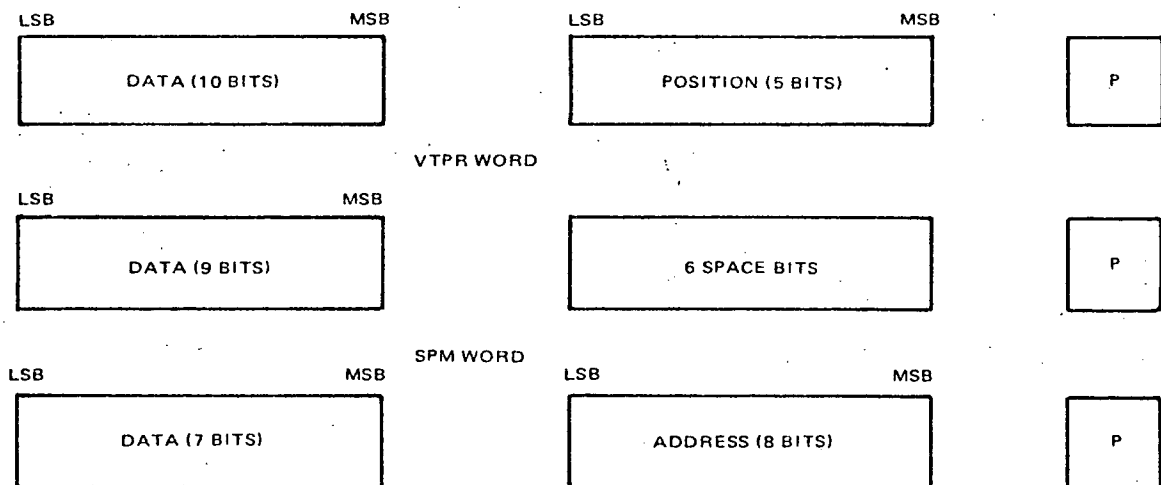 LSB MSB LSB MSB
DATA (10 BITS) POSITION (5 BITS) P
VTPR WORD
LSB MSB
DATA (9 BITS) 6 SPACE BITS P
SPM WORD
LSB MSB LSB MSB
DATA (7 BITS) ADDRESS (8 BITS) P